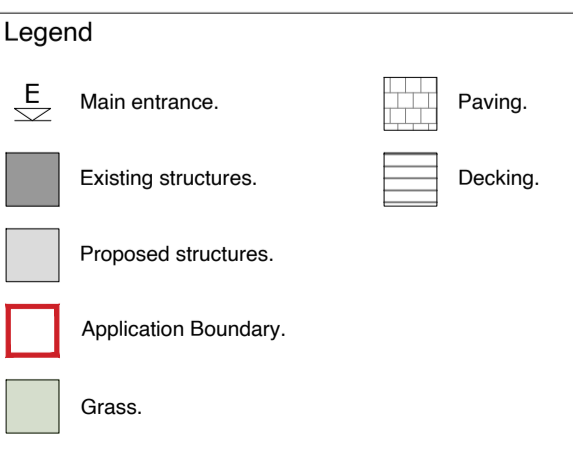 Legend
E
Main entrance.
Existing structures.
Proposed structures.
Application Boundary.
Grass.
Paving.
Decking.